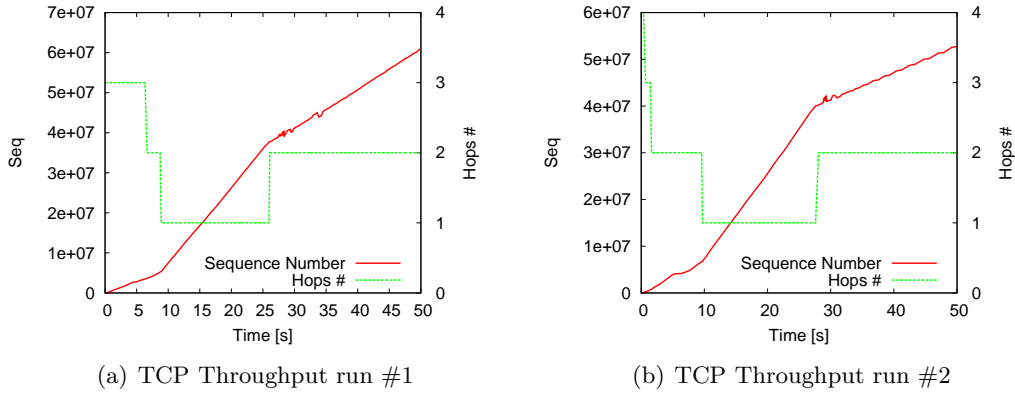 7e+07
6e+07
5e+07
4e+07
3e+07
2e+07
1e+07
0
Seq
4
3
2
1
0
Hops #
0 5 10 15 20 25 30 35 40 45 50
Time [s]
Sequence Number
Hops #
(a) TCP Throughput run #1
6e+07
5e+07
4e+07
3e+07
2e+07
1e+07
0
Seq
4
3
2
1
0
Hops #
0 10 20 30 40 50
Time [s]
Sequence Number
Hops #
(b) TCP Throughput run #2